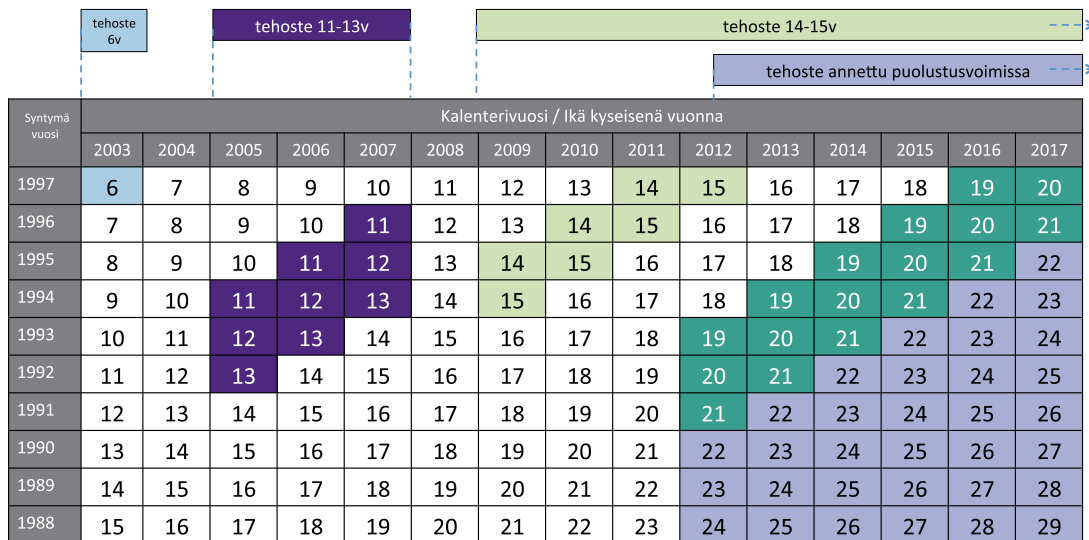 tehoste
6v
tehoste 11-13v
tehoste 14-15v
tehoste annettu puolustusvoimissa
Syntymä
vuosi
Kalenterivuosi / Ikä kyseisenä vuonna
2003 2004 2005 2006 2007 2008 2009 2010 2011 2012 2013 2014 2015 2016 2017
1997 6 7 8 9 10 11 12 13 14 15 16 17 18 19 20
1996 7 8 9 10 11 12 13 14 15 16 17 18 19 20 21
1995 8 9 10 11 12 13 14 15 16 17 18 19 20 21 22
1994 9 10 11 12 13 14 15 16 17 18 19 20 21 22 23
1993 10 11 12 13 14 15 16 17 18 19 20 21 22 23 24
1992 11 12 13 14 15 16 17 18 19 20 21 22 23 24 25
1991 12 13 14 15 16 17 18 19 20 21 22 23 24 25 26
1990 13 14 15 16 17 18 19 20 21 22 23 24 25 26 27
1989 14 15 16 17 18 19 20 21 22 23 24 25 26 27 28
1988 15 16 17 18 19 20 21 22 23 24 25 26 27 28 29